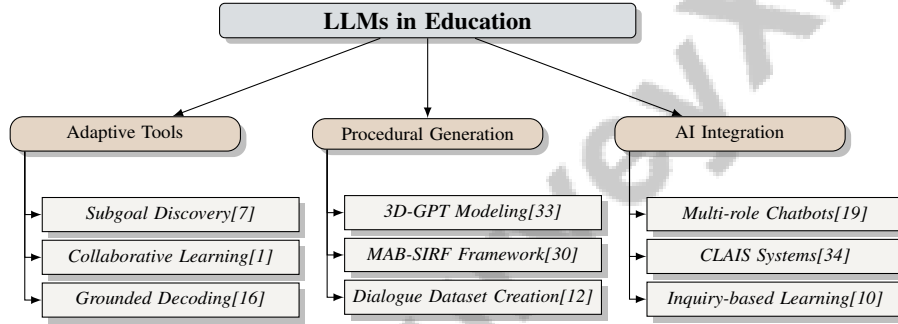 LLMs in Education
Adaptive Tools
Procedural Generation
AI Integration
Subgoal Discovery[7]
Collaborative Learning[1]
Grounded Decoding[16]
3D-GPT Modeling[33]
MAB-SIRF Framework[30]
Dialogue Dataset Creation[12]
Multi-role Chatbots[19]
CLAIS Systems[34]
Inquiry-based Learning[10]